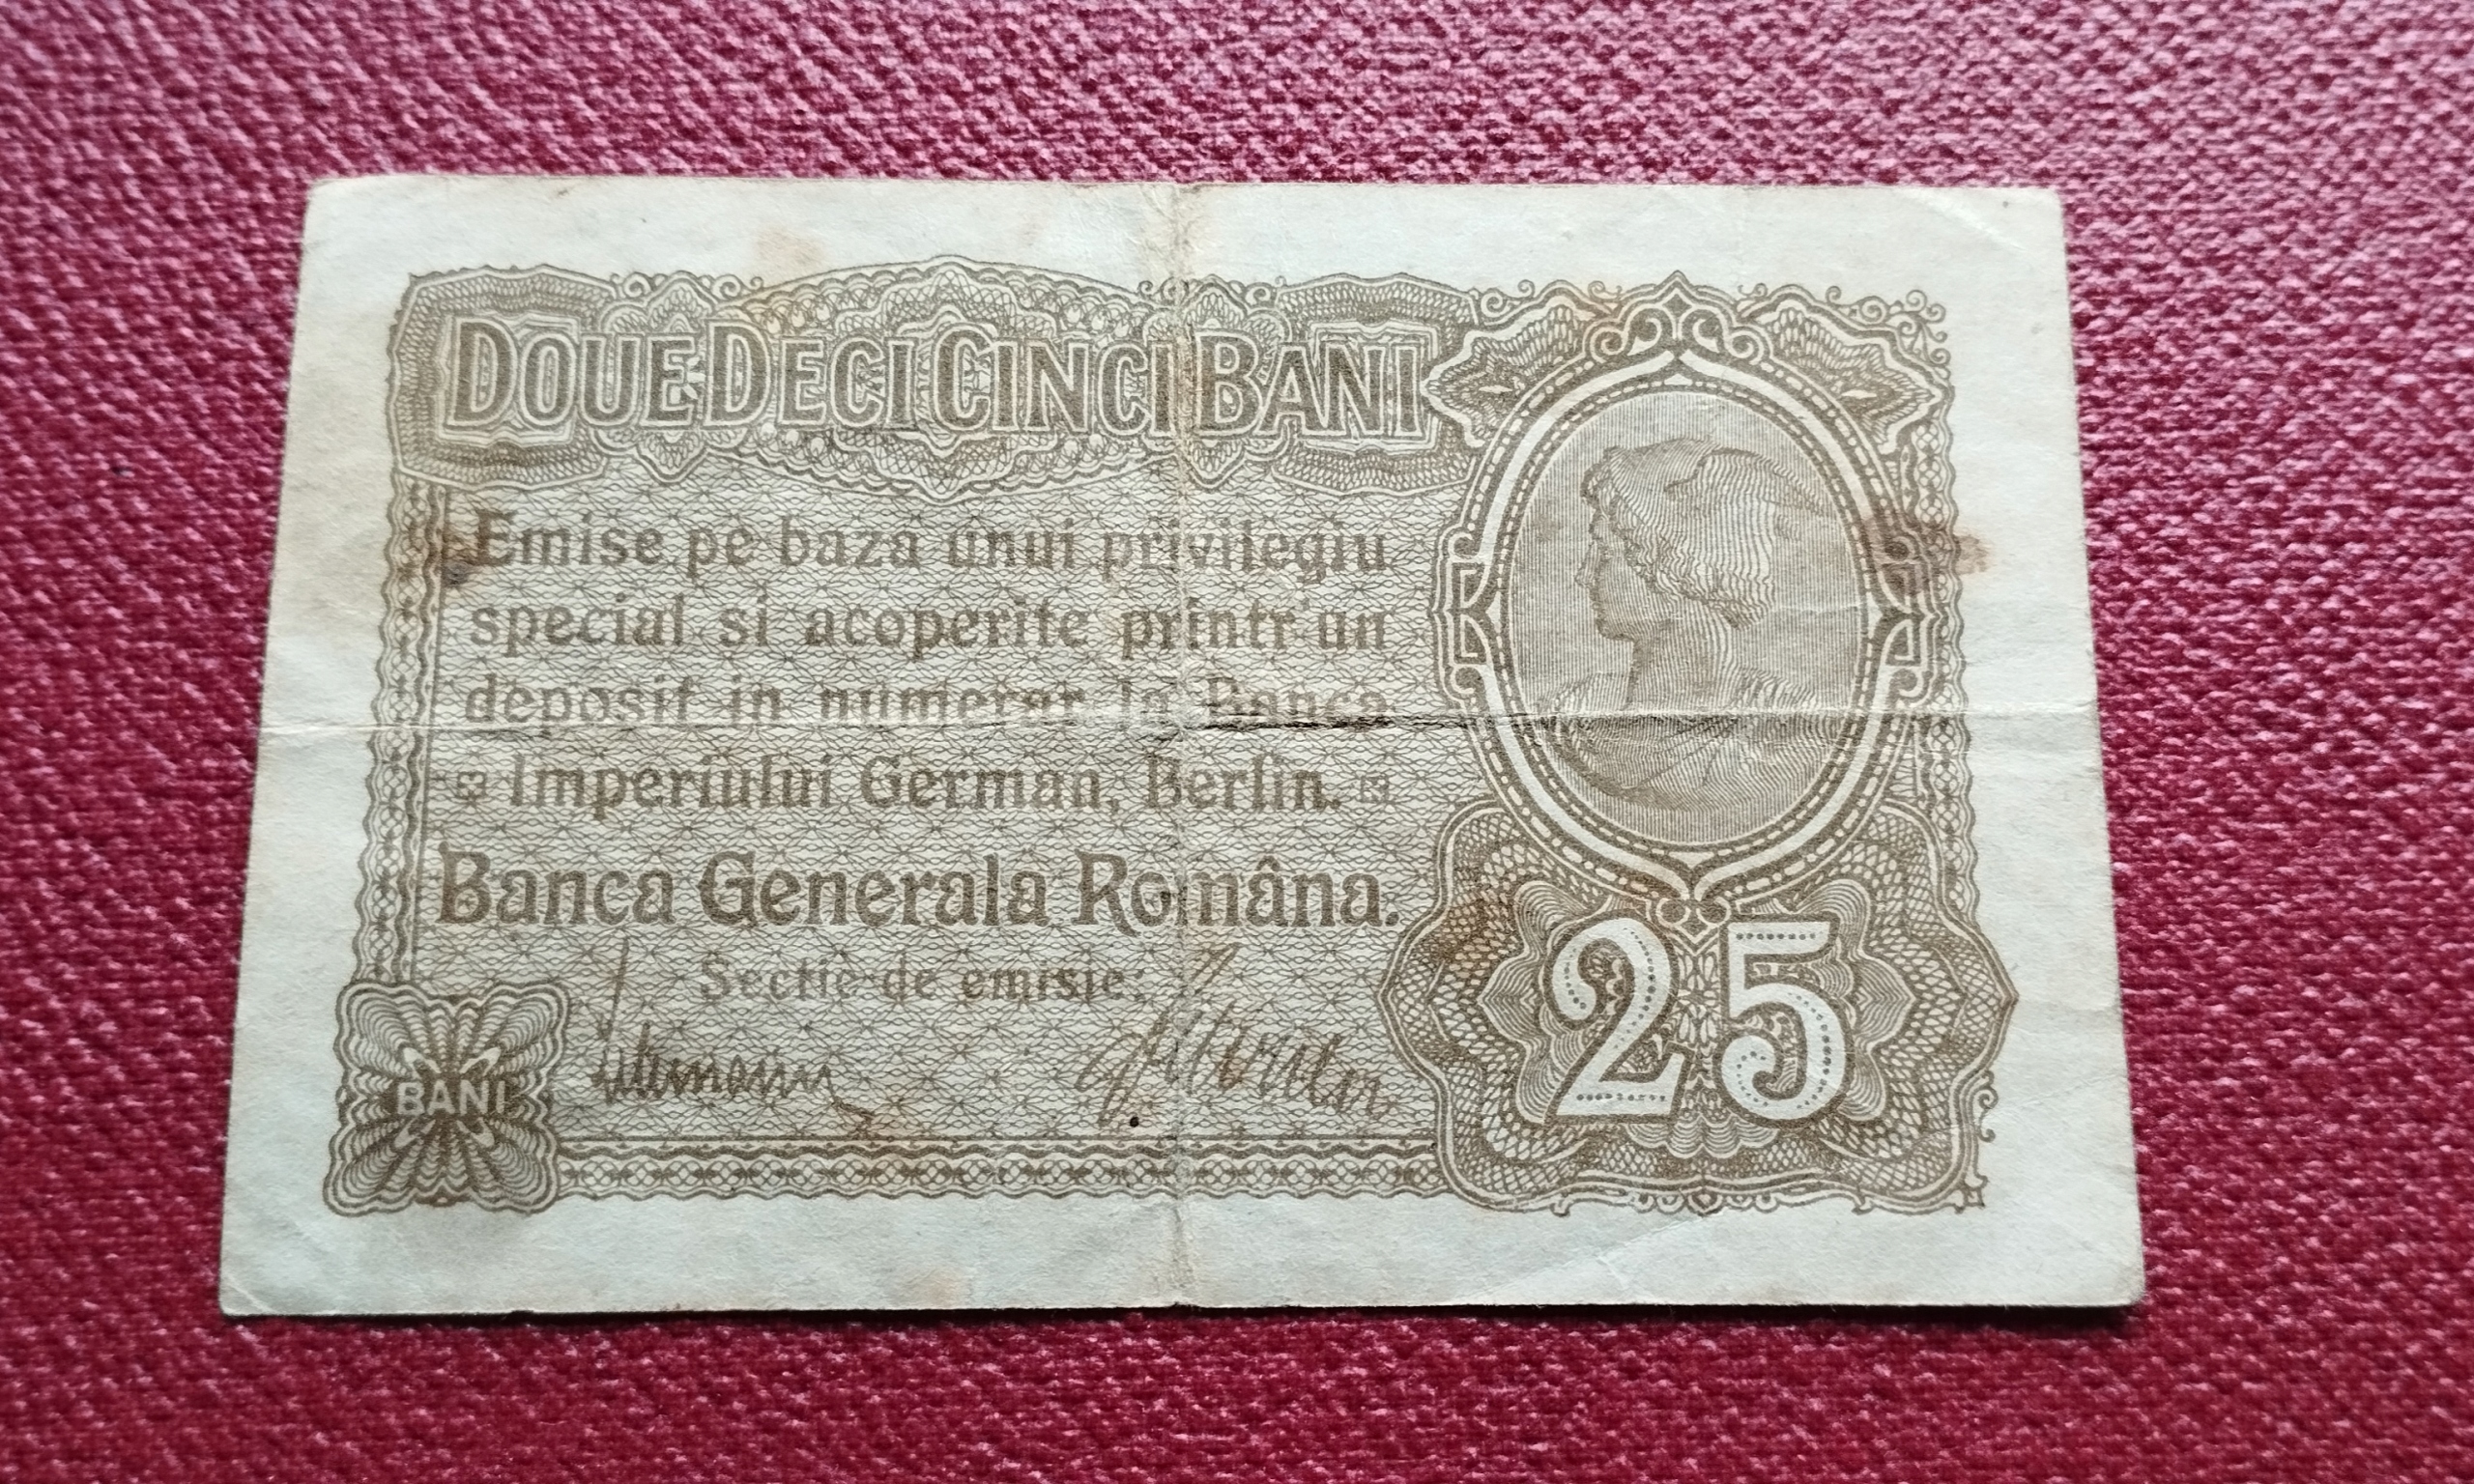 DOUE DECI CINCI BANI
Emise pe baza unui privilegiu
special si acoperite printr'un
deposit in numerar la Banca
Imperiului German, Berlin.
Banca Generala Româna.
Sectie de emisie:
BANI
25